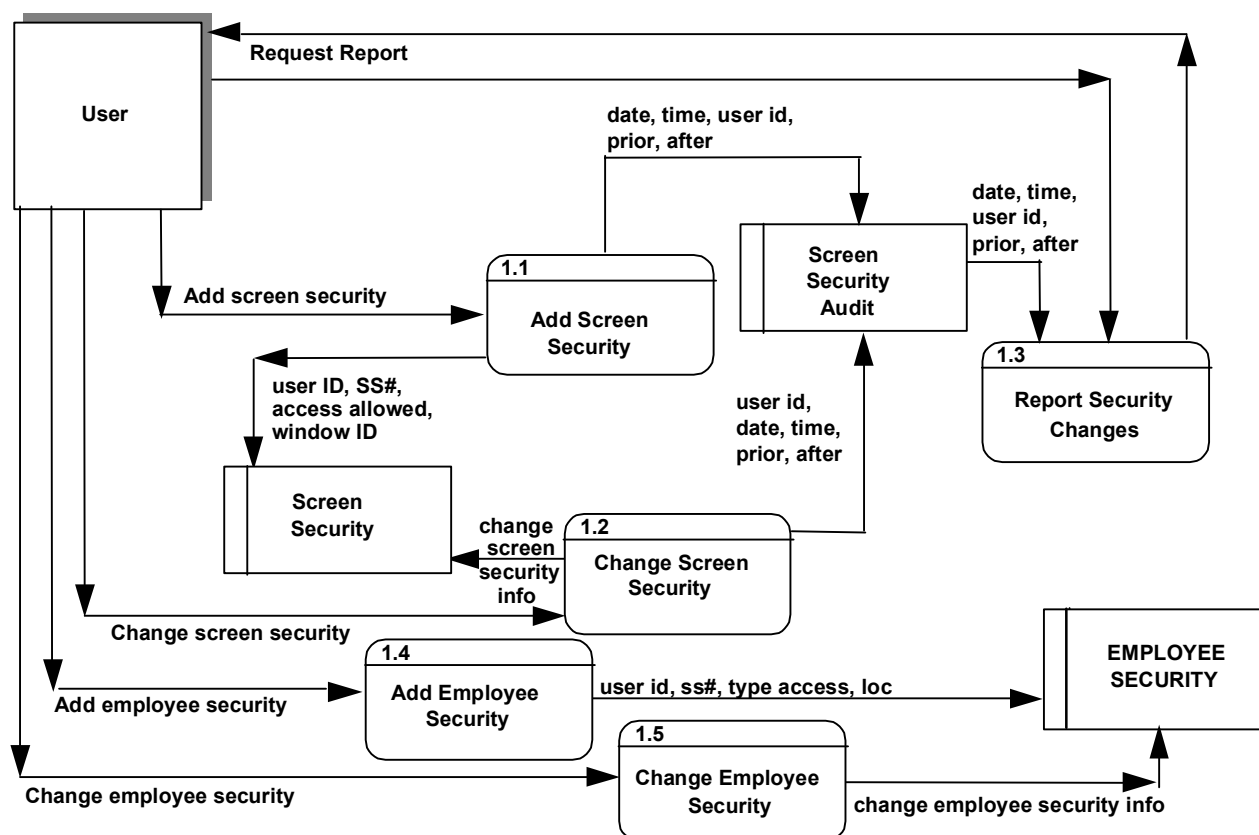 Request Report
User
date, time, user id,
prior, after
date, time,
user id,
prior, after
1.1
Add Screen
Security
Screen
Security
Audit
Add screen security
1.3
Report Security
Changes
user ID, SS#,
access allowed,
window ID
user id,
date, time,
prior, after
Screen
Security
change
screen
security
info
1.2
Change Screen
Security
Change screen security
1.4
Add Employee
Security
user id, ss#, type access, loc
EMPLOYEE
SECURITY
Add employee security
1.5
Change Employee
Security
Change employee security
change employee security info